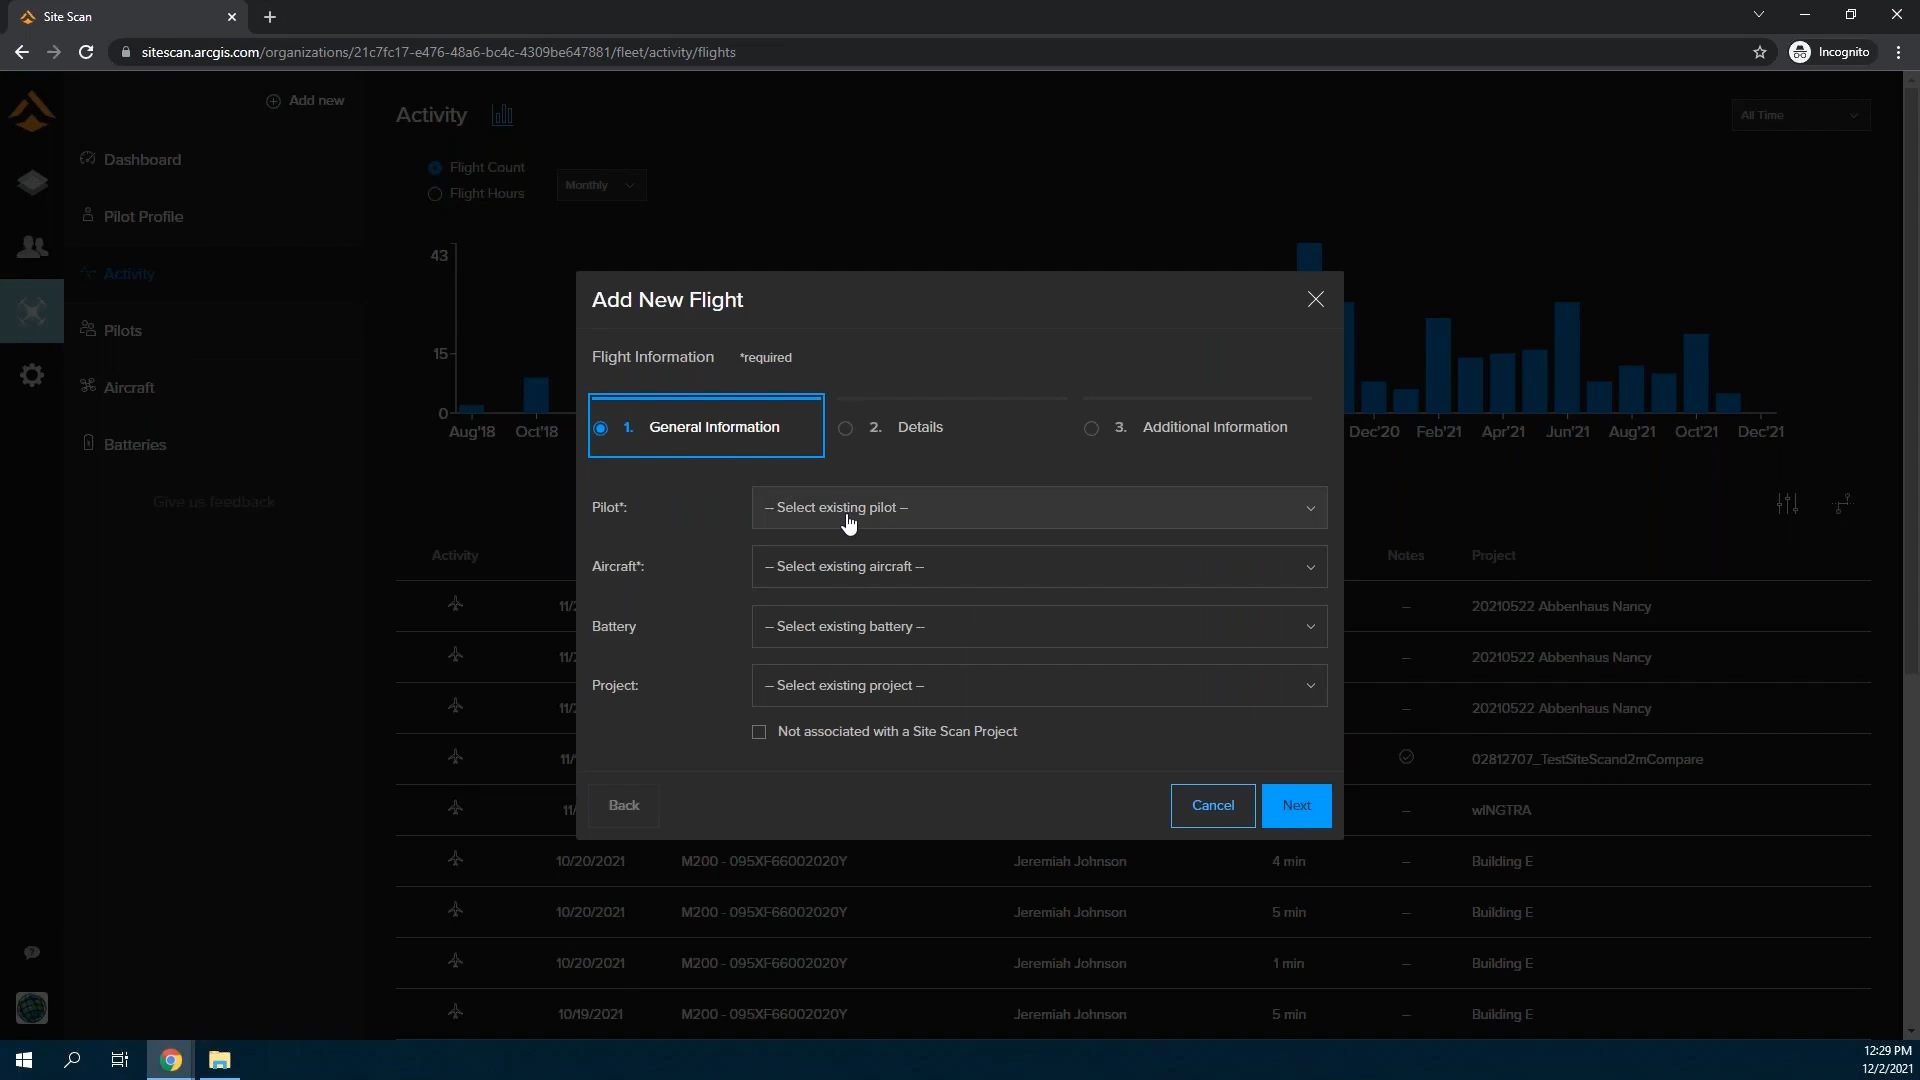 Site Scan
sitescan.arcgis.com/organizations/21c7fc17-e476-48a6-bc4c-4309be647881/fleet/activity/flights
Incognito
Add new
Dashboard
Pilot Profile
Activity
Pilots
Aircraft
Batteries
Give us feedback
Activity
All Time
Flight Count
Flight Hours
Monthly
43
15
0
Aug'18 Oct'18 Dec'20 Feb'21 Apr'21 Jun'21 Aug'21 Oct'21 Dec'21
Add New Flight
Flight Information *required
1. General Information 2. Details 3. Additional Information
Pilot*: -- Select existing pilot --
Aircraft*: -- Select existing aircraft --
Battery -- Select existing battery --
Project: -- Select existing project --
Not associated with a Site Scan Project
Back Cancel Next
Activity Notes Project
11/2 – 20210522 Abbenhaus Nancy
11/2 – 20210522 Abbenhaus Nancy
11/2 – 20210522 Abbenhaus Nancy
02812707_TestSiteScand2mCompare
11/ – wINGTRA
10/20/2021 M200 - 095XF66002020Y Jeremiah Johnson 4 min – Building E
10/20/2021 M200 - 095XF66002020Y Jeremiah Johnson 5 min – Building E
10/20/2021 M200 - 095XF66002020Y Jeremiah Johnson 1 min – Building E
10/19/2021 M200 - 095XF66002020Y Jeremiah Johnson 5 min – Building E
12:29 PM
12/2/2021